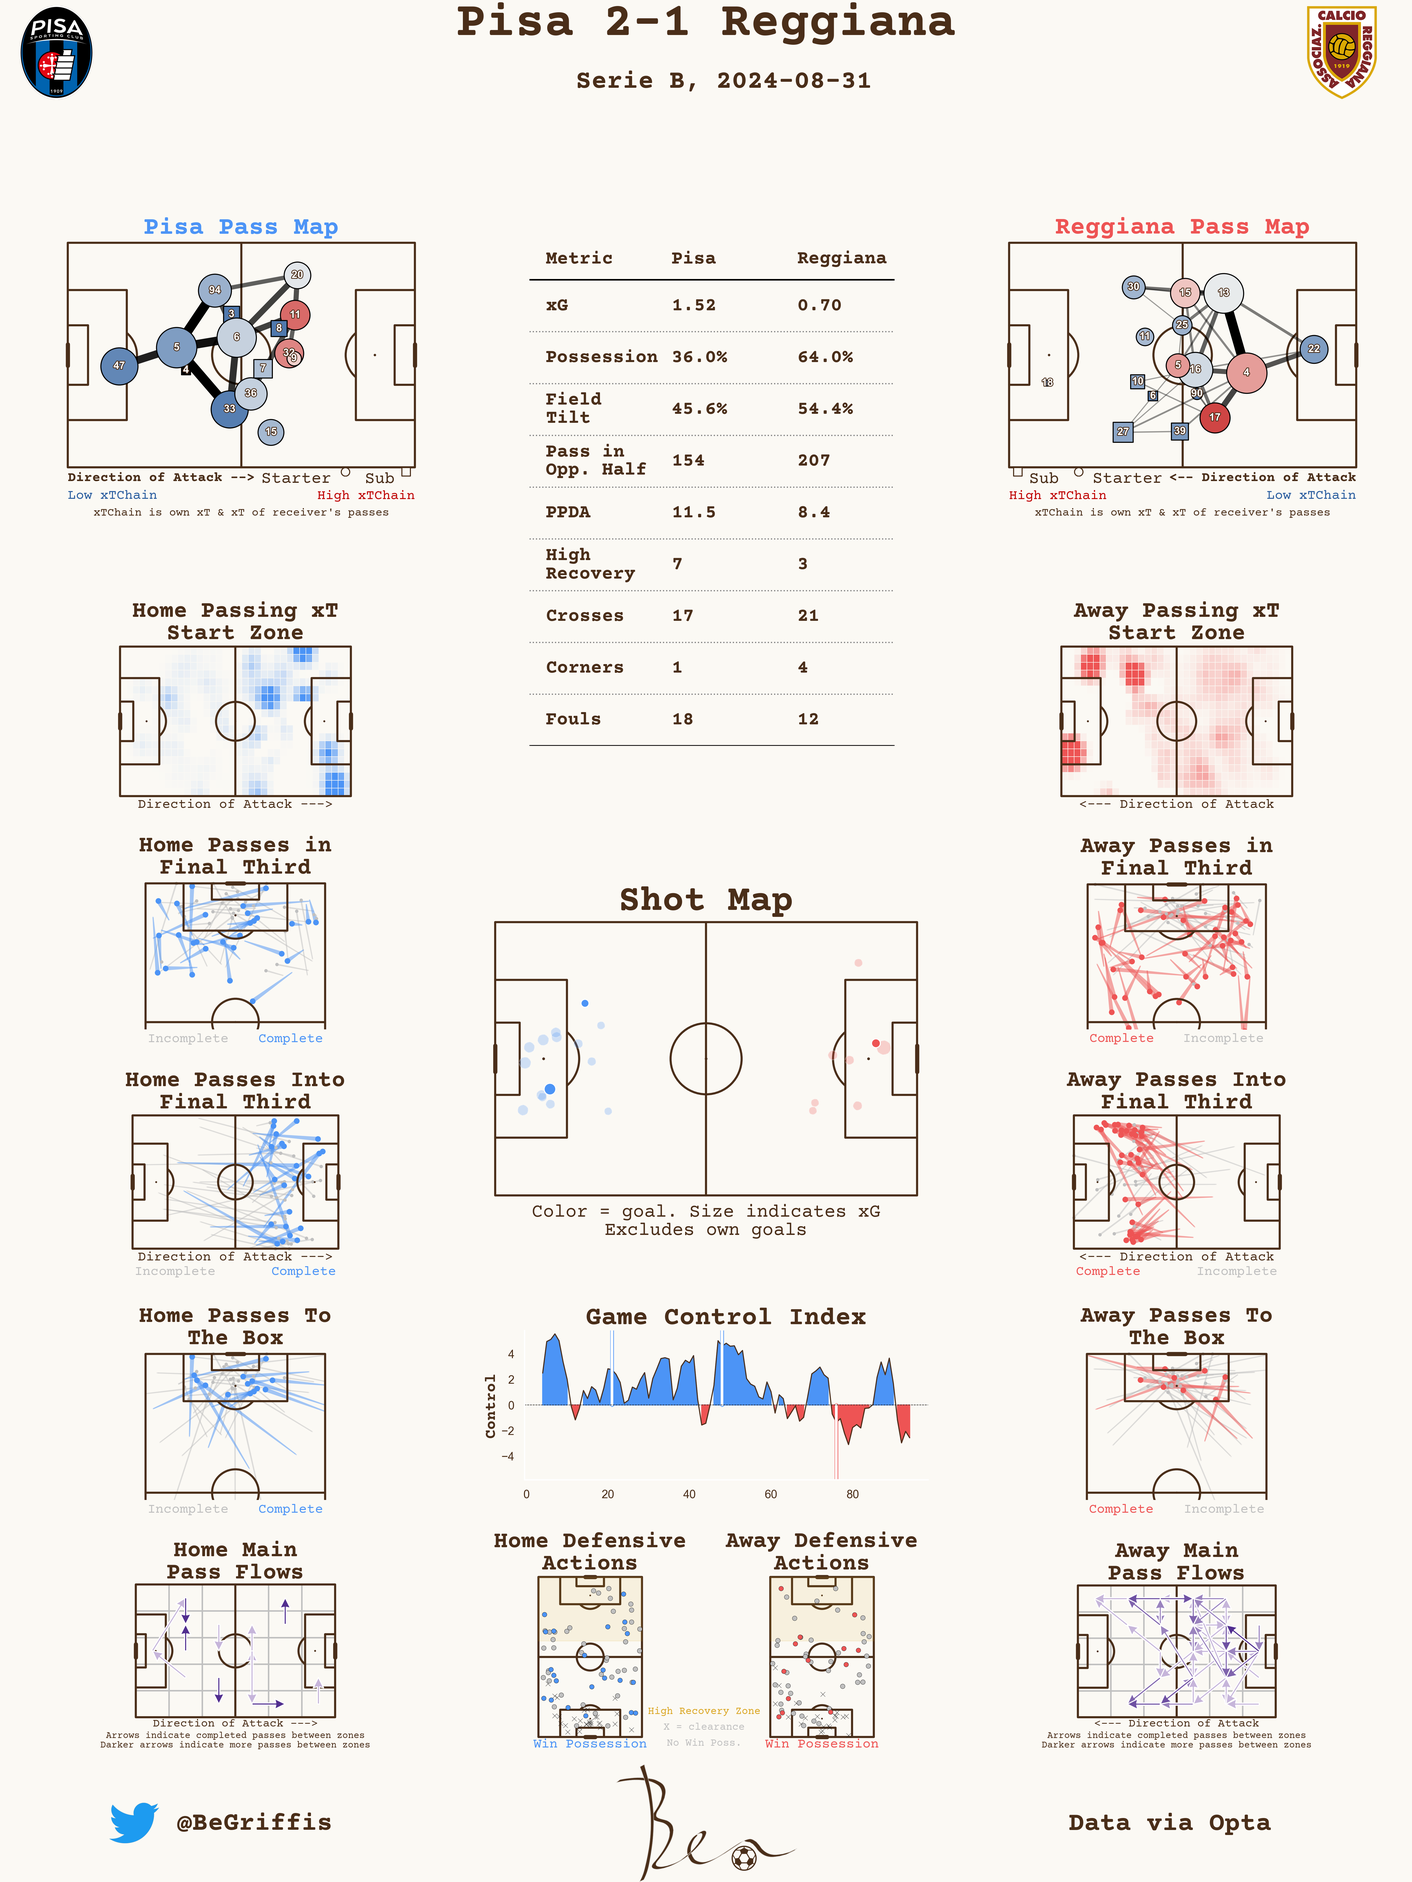 Pisa 2-1 Reggiana
Serie B, 2024-08-31
PISA
SPORTING CLUB
1909
CALCIO
REGGIANA
ASSOCIAZ.
1919
Pisa Pass Map
94
20
3
11
8
6
5
32
9
47
7
4
36
33
15
Direction of Attack --> Starter Sub
Low xTChain High xTChain
xTChain is own xT & xT of receiver's passes
Metric Pisa Reggiana
xG 1.52 0.70
Possession 36.0% 64.0%
Field
Tilt 45.6% 54.4%
Pass in
Opp. Half 154 207
PPDA 11.5 8.4
High
Recovery 7 3
Crosses 17 21
Corners 1 4
Fouls 18 12
Reggiana Pass Map
30
15
13
25
11
22
5
16
4
18
10
6
90
17
27
39
Sub Starter <-- Direction of Attack
High xTChain Low xTChain
xTChain is own xT & xT of receiver's passes
Home Passing xT
Start Zone
Direction of Attack --->
Away Passing xT
Start Zone
<--- Direction of Attack
Home Passes in
Final Third
Incomplete Complete
Shot Map
Color = goal. Size indicates xG
Excludes own goals
Away Passes in
Final Third
Complete Incomplete
Home Passes Into
Final Third
Direction of Attack --->
Incomplete Complete
Away Passes Into
Final Third
<--- Direction of Attack
Complete Incomplete
Home Passes To
The Box
Incomplete Complete
Game Control Index
Control
4
2
0
−2
−4
0 20 40 60 80
Away Passes To
The Box
Complete Incomplete
Home Main
Pass Flows
Direction of Attack --->
Arrows indicate completed passes between zones
Darker arrows indicate more passes between zones
Home Defensive
Actions
Win Possession
High Recovery Zone
X = clearance
No Win Poss.
Away Defensive
Actions
Win Possession
Away Main
Pass Flows
<--- Direction of Attack
Arrows indicate completed passes between zones
Darker arrows indicate more passes between zones
@BeGriffis
Ben
Data via Opta